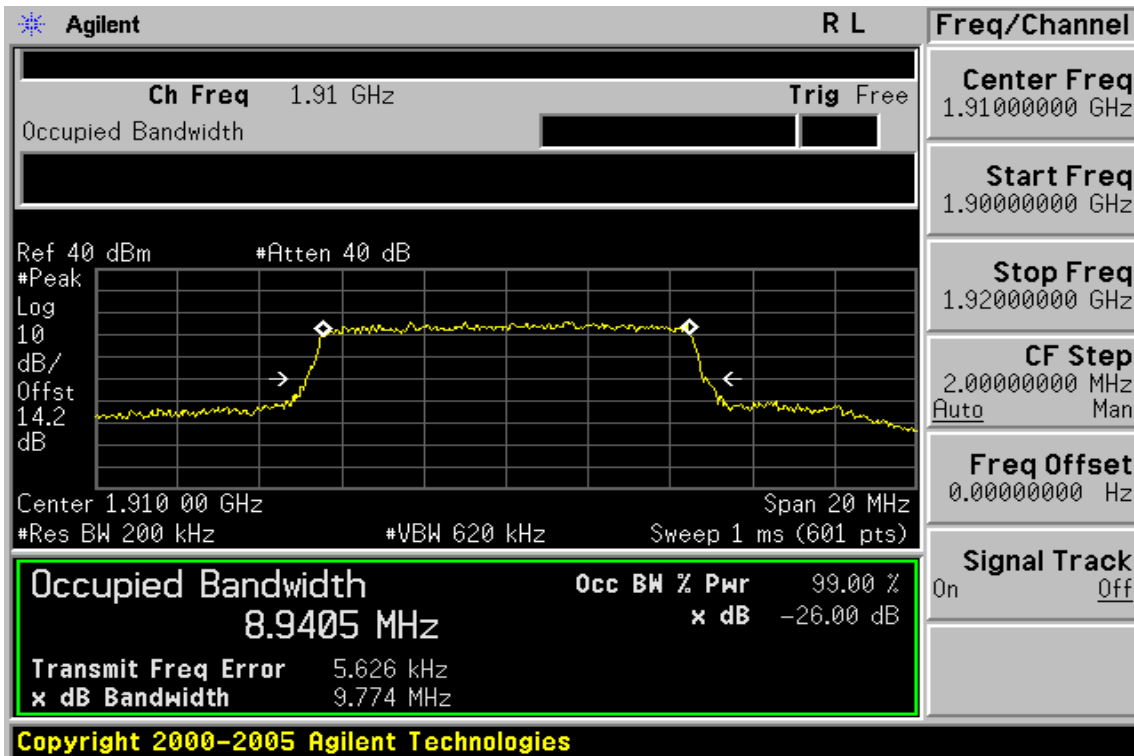 Agilent R L
Freq/Channel
Ch Freq 1.91 GHz Trig Free
Occupied Bandwidth
Center Freq
1.91000000 GHz
Start Freq
1.90000000 GHz
Stop Freq
1.92000000 GHz
CF Step
2.00000000 MHz
Auto Man
Freq Offset
0.00000000 Hz
Signal Track
On Off
Ref 40 dBm #Atten 40 dB
#Peak
Log
10
dB/
Offst
14.2
dB
Center 1.910 00 GHz Span 20 MHz
#Res BW 200 kHz #VBW 620 kHz Sweep 1 ms (601 pts)
Occupied Bandwidth Occ BW % Pwr 99.00 %
8.9405 MHz x dB -26.00 dB
Transmit Freq Error 5.626 kHz
x dB Bandwidth 9.774 MHz
Copyright 2000-2005 Agilent Technologies